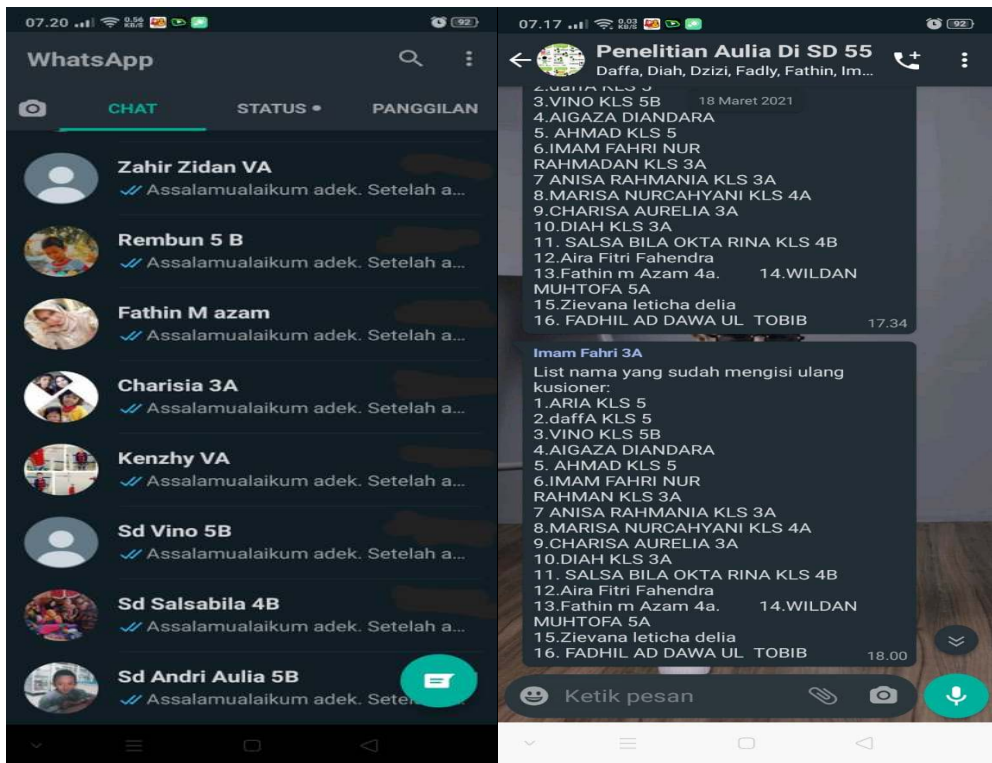 07.20
0.56 KB/S
92
WhatsApp
CHAT
STATUS
PANGGILAN
Zahir Zidan VA
Assalamualaikum adek. Setelah a...
Rembun 5 B
Assalamualaikum adek. Setelah a...
Fathin M azam
Assalamualaikum adek. Setelah a...
Charisia 3A
Assalamualaikum adek. Setelah a...
Kenzhy VA
Assalamualaikum adek. Setelah a...
Sd Vino 5B
Assalamualaikum adek. Setelah a...
Sd Salsabila 4B
Assalamualaikum adek. Setelah a...
Sd Andri Aulia 5B
Assalamualaikum adek.
07.17
0.03 KB/S
92
Penelitian Aulia Di SD 55
Daffa, Diah, Dzizi, Fadly, Fathin, Im...
18 Maret 2021
3.VINO KLS 5B
4.AIGAZA DIANDARA
5. AHMAD KLS 5
6.IMAM FAHRI NUR
RAHMADAN KLS 3A
7 ANISA RAHMANIA KLS 3A
8.MARISA NURCAHYANI KLS 4A
9.CHARISA AURELIA 3A
10.DIAH KLS 3A
11. SALSA BILA OKTA RINA KLS 4B
12.Aira Fitri Fahendra
13.Fathin m Azam 4a. 14.WILDAN
MUHTOFA 5A
15.Zievana leticha delia
16. FADHIL AD DAWA UL TOBIB
17.34
Imam Fahri 3A
List nama yang sudah mengisi ulang
kusioner:
1.ARIA KLS 5
2.daffA KLS 5
3.VINO KLS 5B
4.AIGAZA DIANDARA
5. AHMAD KLS 5
6.IMAM FAHRI NUR
RAHMAN KLS 3A
7 ANISA RAHMANIA KLS 3A
8.MARISA NURCAHYANI KLS 4A
9.CHARISA AURELIA 3A
10.DIAH KLS 3A
11. SALSA BILA OKTA RINA KLS 4B
12.Aira Fitri Fahendra
13.Fathin m Azam 4a. 14.WILDAN
MUHTOFA 5A
15.Zievana leticha delia
16. FADHIL AD DAWA UL TOBIB
18.00
Ketik pesan